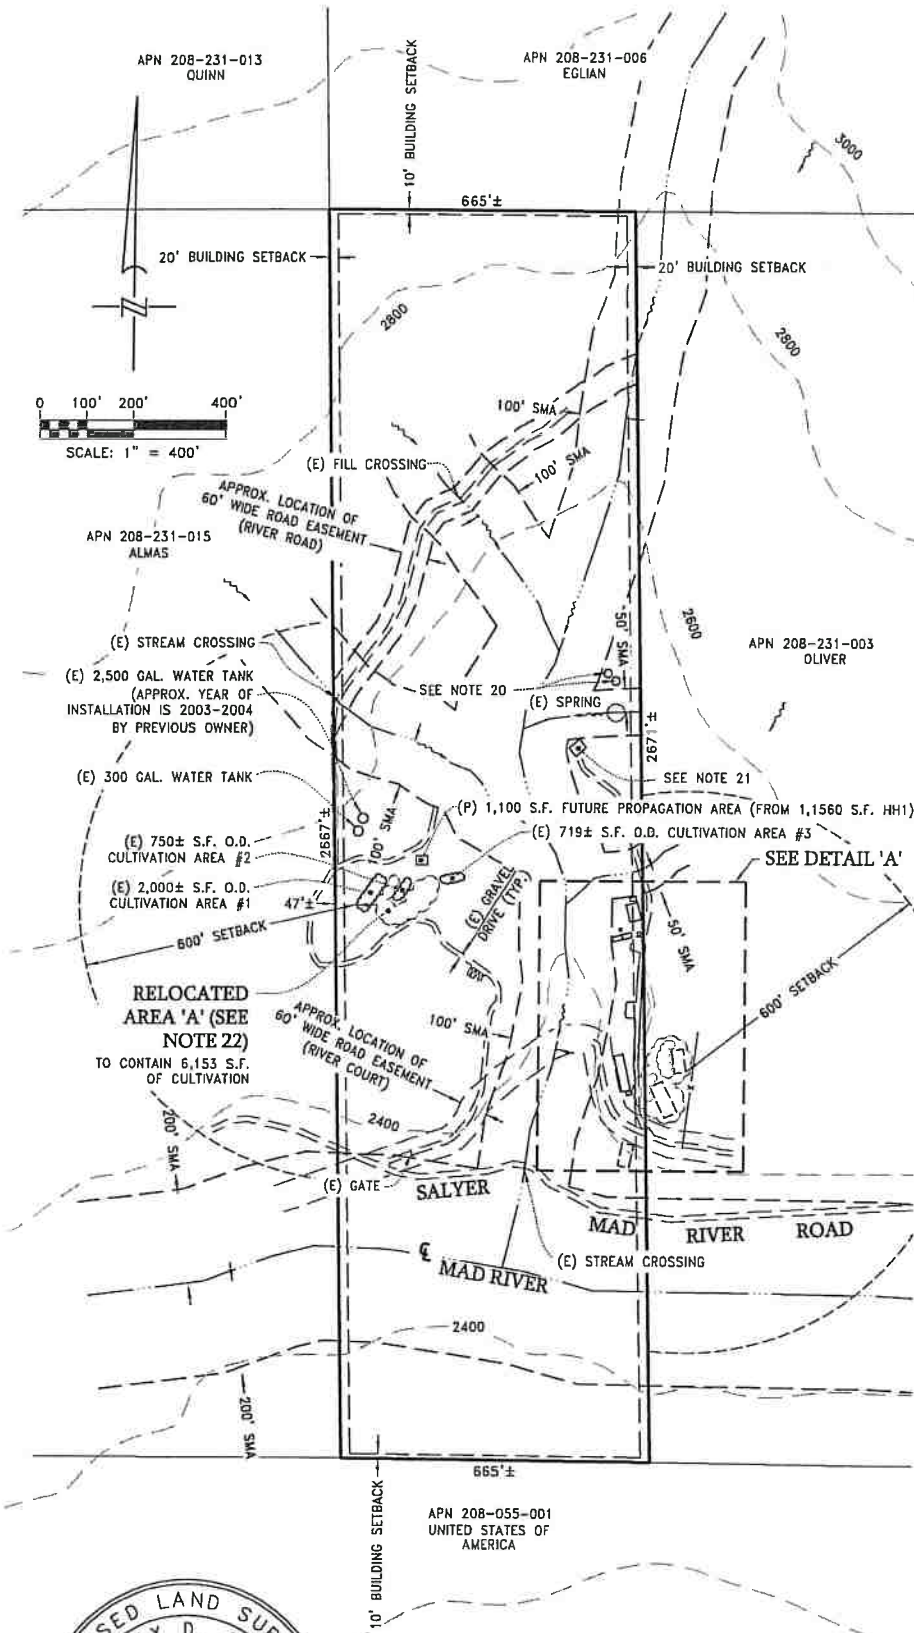 APN 208-231-013
QUINN
10' BUILDING SETBACK
APN 208-231-006
EGLIAN
3000
665'±
20' BUILDING SETBACK
20' BUILDING SETBACK
N
2800
2800
0 100' 200' 400'
SCALE: 1" = 400'
100' SMA
100' SMA
(E) FILL CROSSING
APPROX. LOCATION OF
60' WIDE ROAD EASEMENT
(RIVER ROAD)
APN 208-231-015
ALMAS
2600
50' SMA
APN 208-231-003
OLIVER
(E) STREAM CROSSING
(E) 2,500 GAL. WATER TANK
(APPROX. YEAR OF
INSTALLATION IS 2003-2004
BY PREVIOUS OWNER)
SEE NOTE 20
(E) SPRING
2671'±
SEE NOTE 21
(E) 300 GAL. WATER TANK
(P) 1,100 S.F. FUTURE PROPAGATION AREA (FROM 1,1560 S.F. HH1)
2667'±
100' SMA
(E) 719± S.F. O.D. CULTIVATION AREA #3
(E) 750± S.F. O.D.
CULTIVATION AREA #2
SEE DETAIL 'A'
(E) 2,000± S.F. O.D.
CULTIVATION AREA #1
47'±
(E) GRAVEL
DRIVE (TYP.)
50' SMA
600' SETBACK
600' SETBACK
RELOCATED
AREA 'A' (SEE
NOTE 22)
TO CONTAIN 6,153 S.F.
OF CULTIVATION
APPROX. LOCATION OF
60' WIDE ROAD EASEMENT
(RIVER COURT)
100' SMA
200' SMA
2400
(E) GATE
SALYER
MAD
RIVER
ROAD
(E) STREAM CROSSING
℄
MAD RIVER
2400
200' SMA
665'±
10' BUILDING SETBACK
APN 208-055-001
UNITED STATES OF
AMERICA
SED LAND SUR